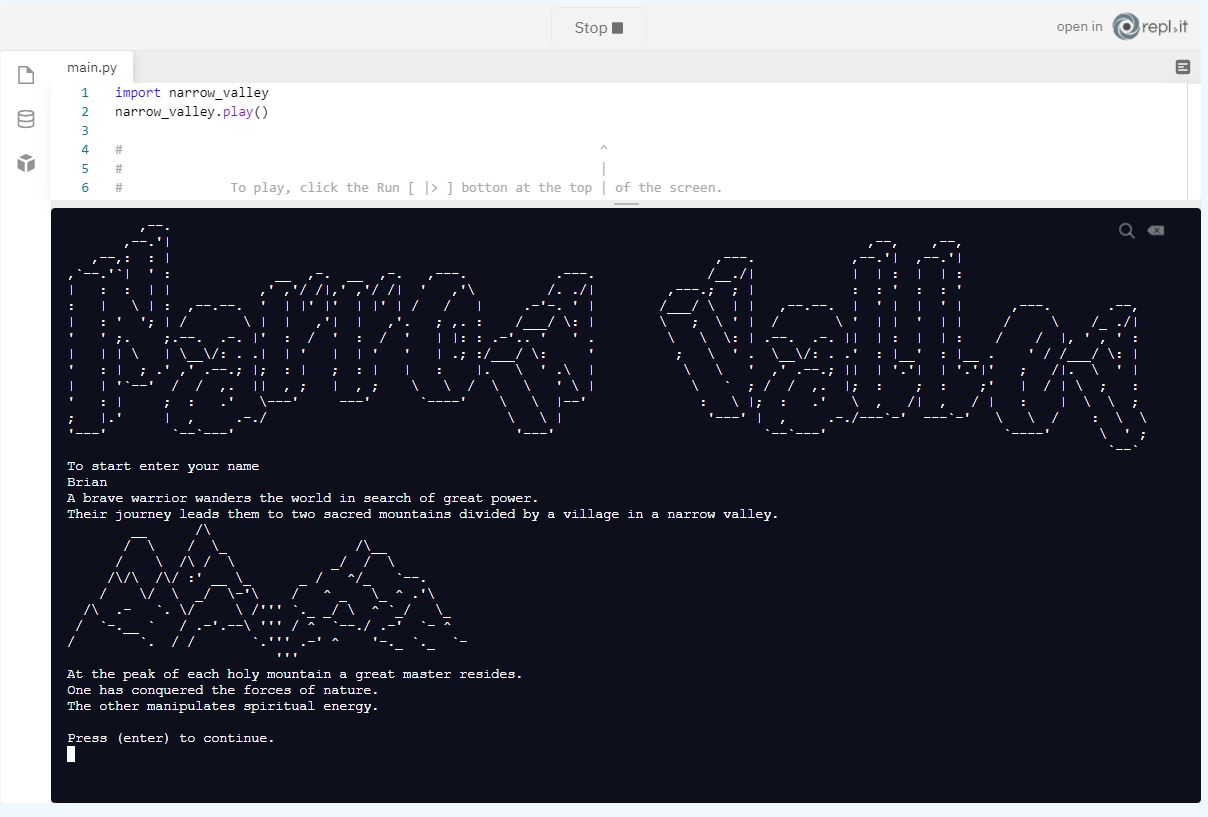 Stop
open in repl.it
main.py
1 import narrow_valley
2 narrow_valley.play()
3
4 # ^
5 # |
6 # To play, click the Run [ |> ] botton at the top | of the screen.
Narrow Valley
To start enter your name
Brian
A brave warrior wanders the world in search of great power.
Their journey leads them to two sacred mountains divided by a village in a narrow valley.
At the peak of each holy mountain a great master resides.
One has conquered the forces of nature.
The other manipulates spiritual energy.
Press (enter) to continue.